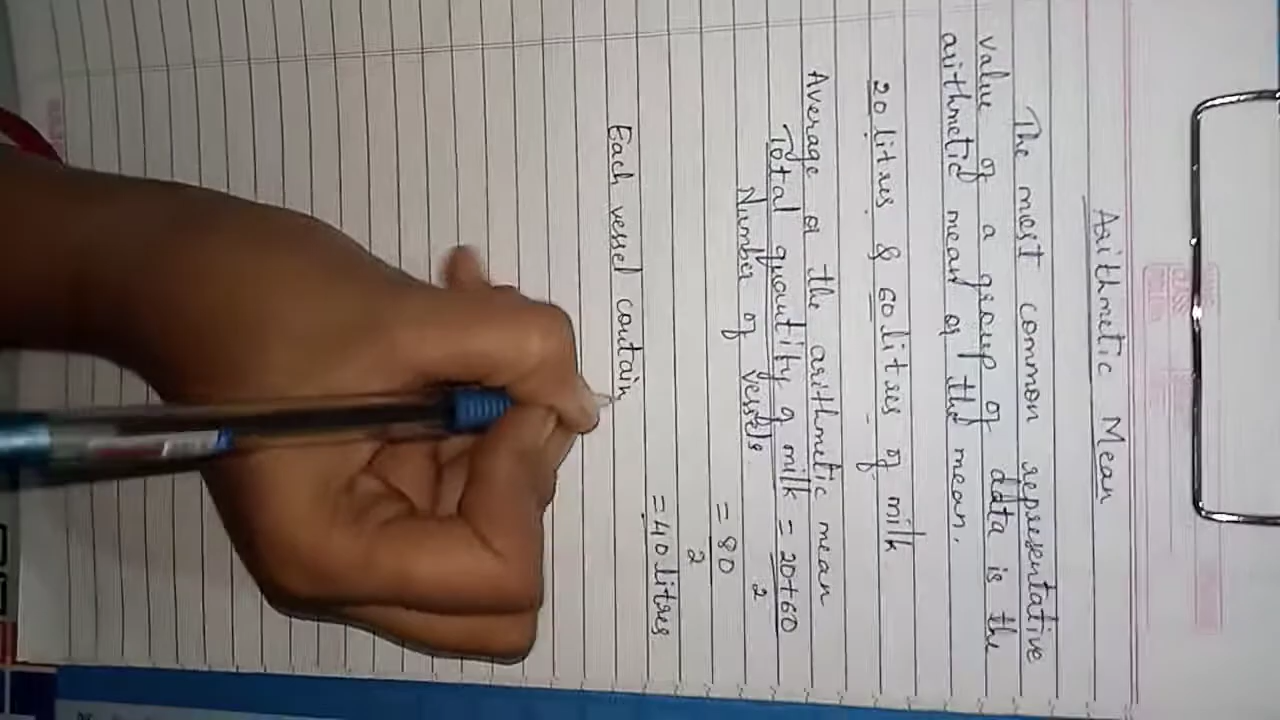 Arithmetic Mean
The most common representative
value of a group of data is the
arithmetic mean or the mean.
20 litres & 60 litres of milk
Average or the arithmetic mean
Total quantity of milk = 20+60
Number of vessels 2
= 80
2
= 40 litres
Each vessel contain